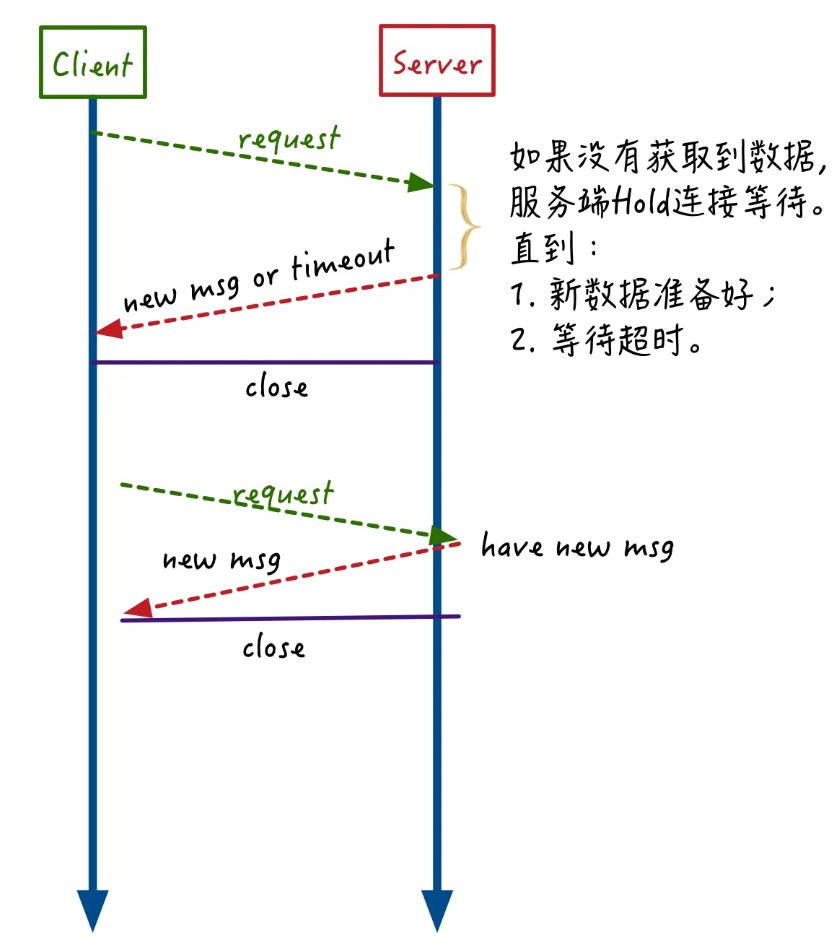 Client
Server
request
如果没有获取到数据,
服务端Hold连接等待。
直到：
1. 新数据准备好；
2. 等待超时。
new msg or timeout
close
request
have new msg
new msg
close